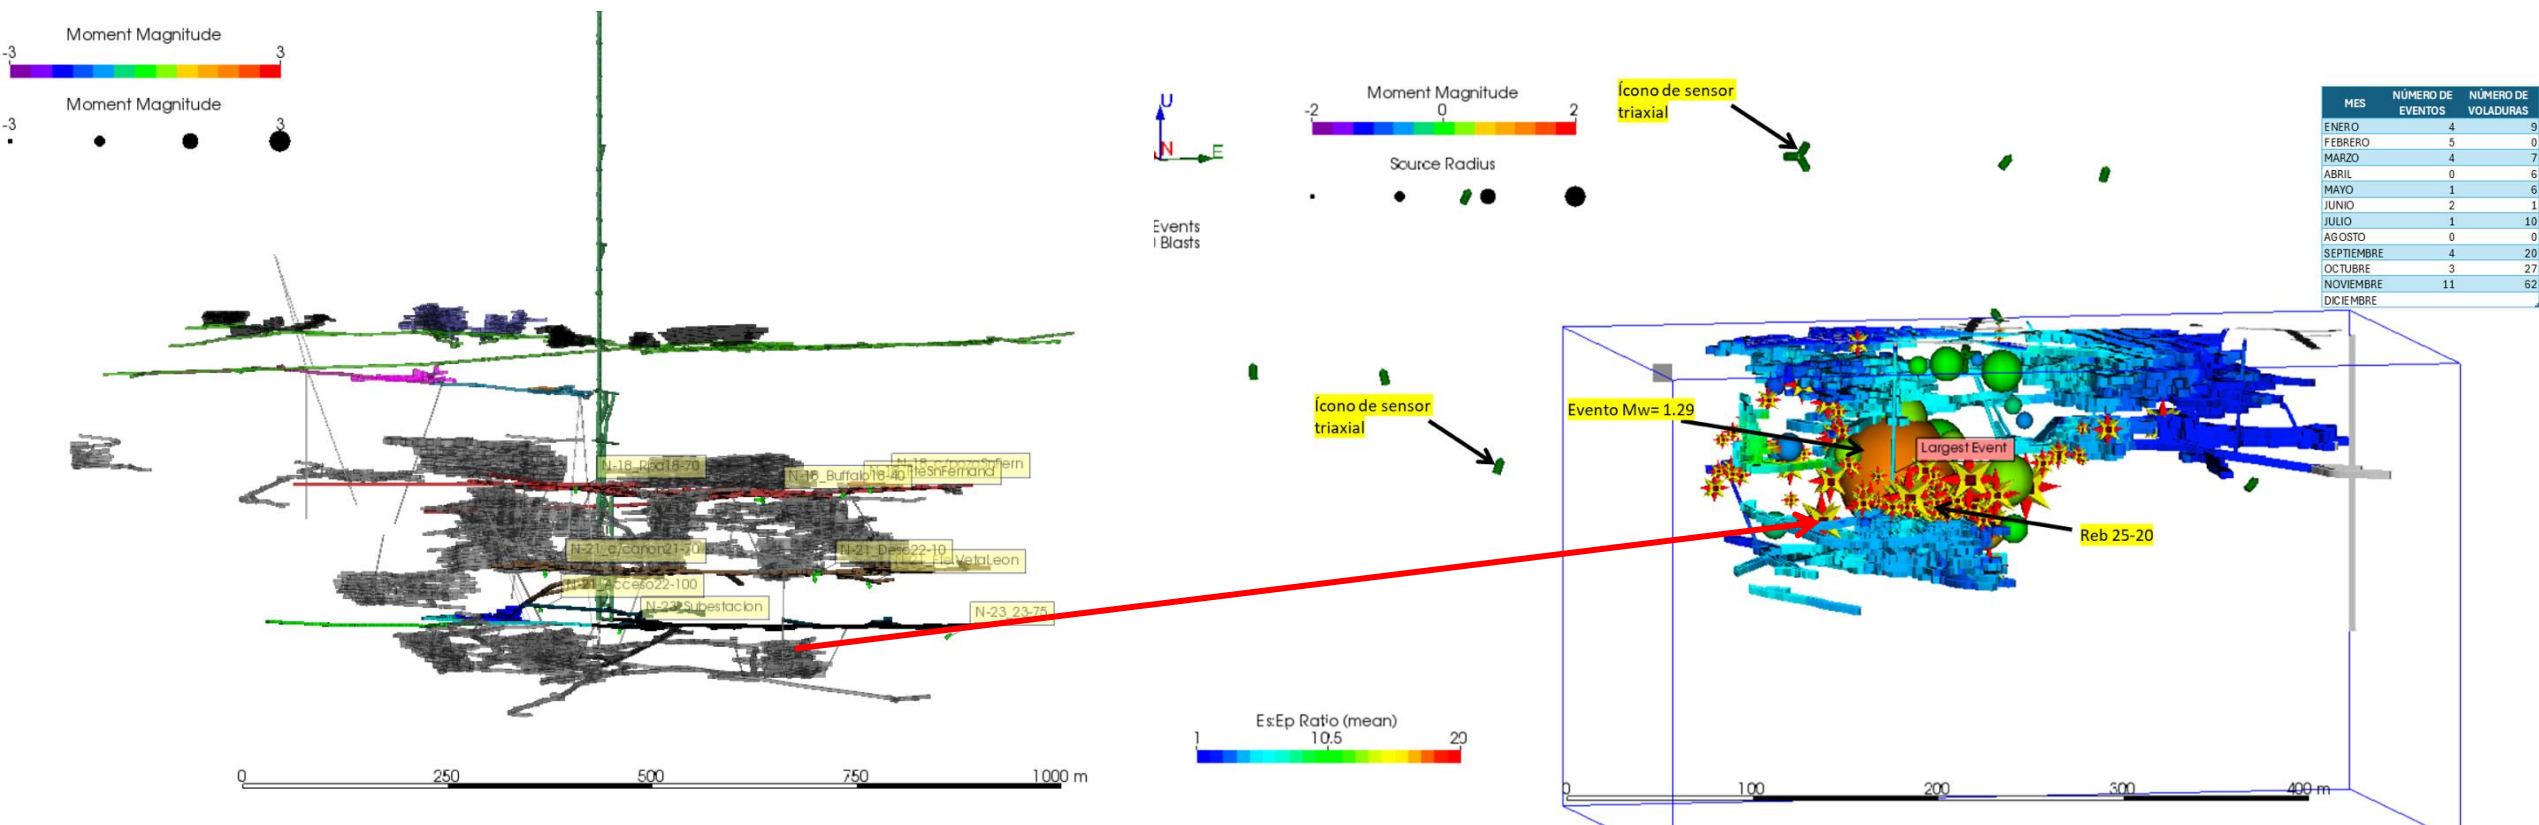 Moment Magnitude
-3 3
Moment Magnitude
-3 3
N-18_Rpa18-70
N-18_Buffalo18-40
N-21_c/canon21-70
N-21_Des22-10
VetaLeon
N-21_Acceso22-100
N-23_Subestacion
N-23_23-75
0 250 500 750 1000 m
U
N E
Moment Magnitude
-2 0 2
Source Radius
Events
Blasts
Ícono de sensor
triaxial
MES NÚMERO DE EVENTOS NÚMERO DE VOLADURAS
ENERO 4 9
FEBRERO 5 0
MARZO 4 7
ABRIL 0 6
MAYO 1 6
JUNIO 2 1
JULIO 1 10
AGOSTO 0 0
SEPTIEMBRE 4 20
OCTUBRE 3 27
NOVIEMBRE 11 62
DICIEMBRE
Ícono de sensor
triaxial
Evento Mw= 1.29
Largest Event
Reb 25-20
Es:Ep Ratio (mean)
1 10.5 20
0 100 200 300 400 m